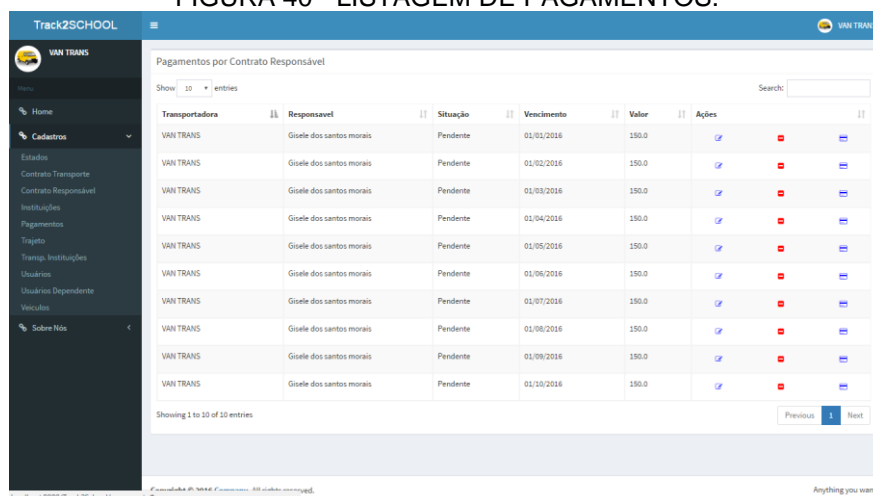 FIGURA 40 - LISTAGEM DE PAGAMENTOS.
Track2SCHOOL
VAN TRAN
VAN TRANS
Menu
Home
Cadastros
Estados
Contrato Transporte
Contrato Responsável
Instituições
Pagamentos
Trajeto
Transp. Instituições
Usuários
Usuários Dependente
Veiculos
Sobre Nós
Pagamentos por Contrato Responsável
Show 10 entries
Search:
Transportadora Responsavel Situação Vencimento Valor Ações
VAN TRANS Gisele dos santos morais Pendente 01/01/2016 150.0
VAN TRANS Gisele dos santos morais Pendente 01/02/2016 150.0
VAN TRANS Gisele dos santos morais Pendente 01/03/2016 150.0
VAN TRANS Gisele dos santos morais Pendente 01/04/2016 150.0
VAN TRANS Gisele dos santos morais Pendente 01/05/2016 150.0
VAN TRANS Gisele dos santos morais Pendente 01/06/2016 150.0
VAN TRANS Gisele dos santos morais Pendente 01/07/2016 150.0
VAN TRANS Gisele dos santos morais Pendente 01/08/2016 150.0
VAN TRANS Gisele dos santos morais Pendente 01/09/2016 150.0
VAN TRANS Gisele dos santos morais Pendente 01/10/2016 150.0
Showing 1 to 10 of 10 entries
Previous 1 Next
Copyright © 2016 Company. All rights reserved.
Anything you wan